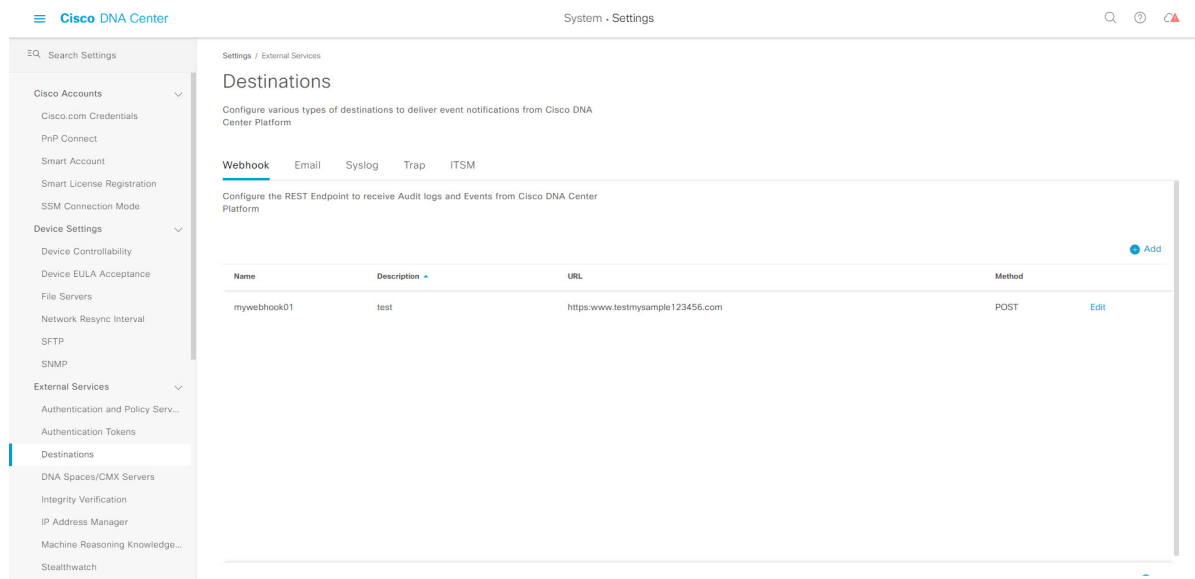 Cisco DNA Center
System · Settings
Search Settings
Cisco Accounts
Cisco.com Credentials
PnP Connect
Smart Account
Smart License Registration
SSM Connection Mode
Device Settings
Device Controllability
Device EULA Acceptance
File Servers
Network Resync Interval
SFTP
SNMP
External Services
Authentication and Policy Serv...
Authentication Tokens
Destinations
DNA Spaces/CMX Servers
Integrity Verification
IP Address Manager
Machine Reasoning Knowledge...
Stealthwatch
Settings / External Services
Destinations
Configure various types of destinations to deliver event notifications from Cisco DNA
Center Platform
Webhook Email Syslog Trap ITSM
Configure the REST Endpoint to receive Audit logs and Events from Cisco DNA Center
Platform
Add
Name Description URL Method
mywebhook01 test https:www.testmysample123456.com POST Edit